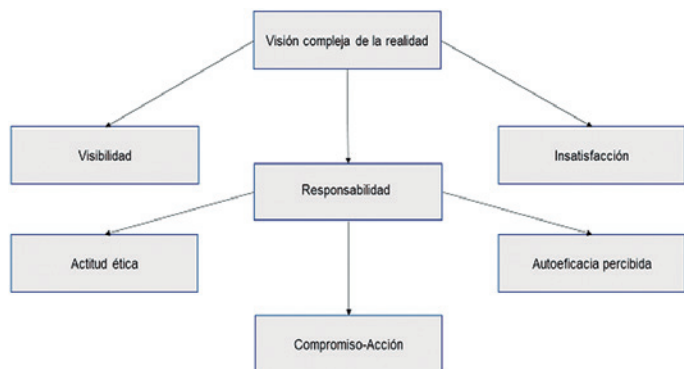 Visión compleja de la realidad
Visibilidad
Insatisfacción
Responsabilidad
Actitud ética
Autoeficacia percibida
Compromiso-Acción